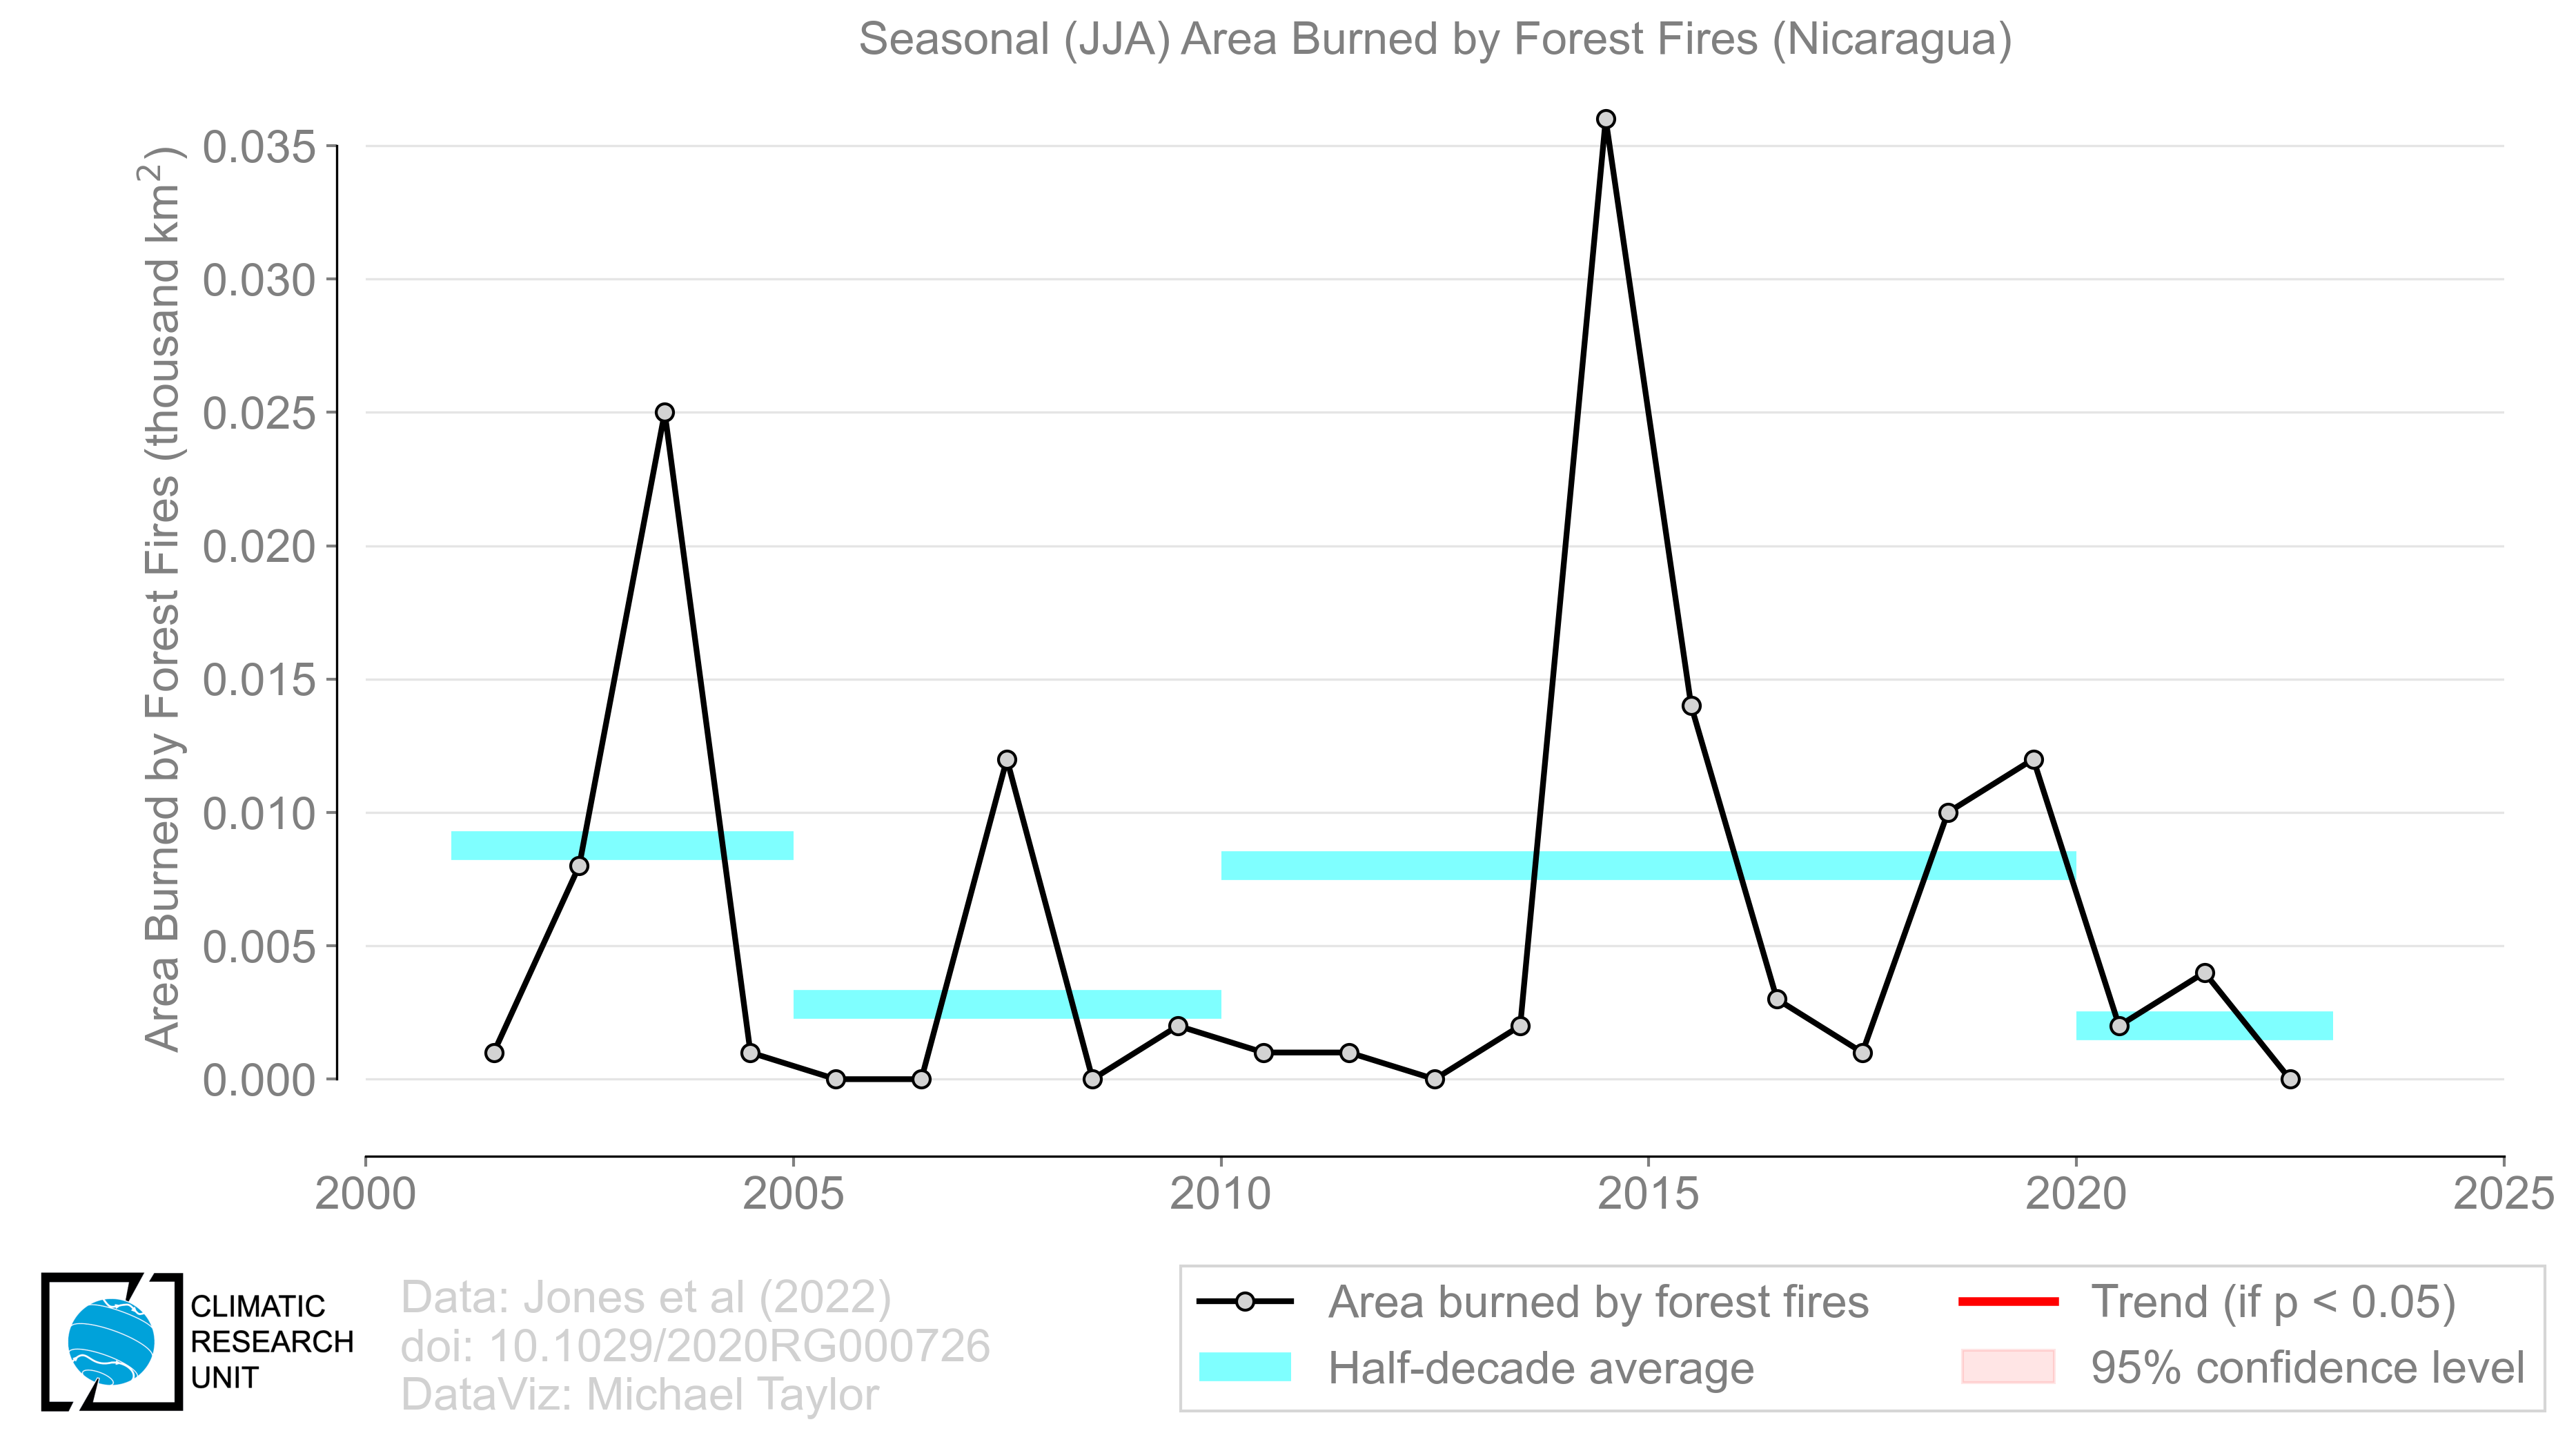 Seasonal (JJA) Area Burned by Forest Fires (Nicaragua)
Area Burned by Forest Fires (thousand km²)
0.035
0.030
0.025
0.020
0.015
0.010
0.005
0.000
2000 2005 2010 2015 2020 2025
CLIMATIC
RESEARCH
UNIT
Data: Jones et al (2022)
doi: 10.1029/2020RG000726
DataViz: Michael Taylor
Area burned by forest fires
Half-decade average
Trend (if p < 0.05)
95% confidence level